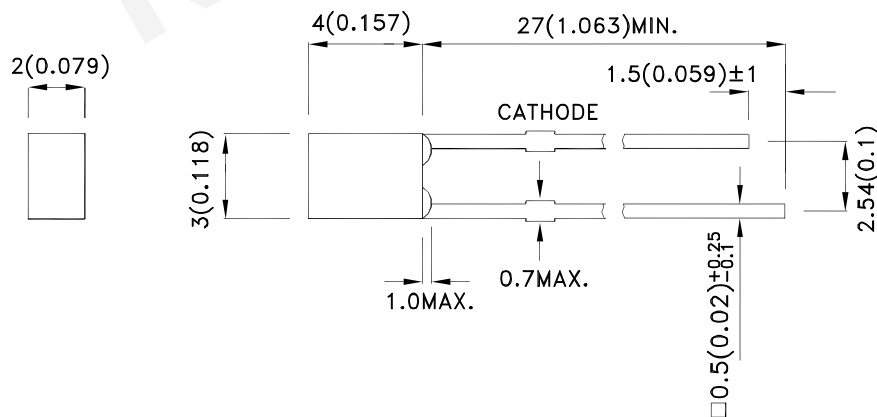 4(0.157)
27(1.063)MIN.
2(0.079)
1.5(0.059)±1
CATHODE
3(0.118)
2.54(0.1)
0.7MAX.
1.0MAX.
□0.5(0.02)±0.25
-0.1